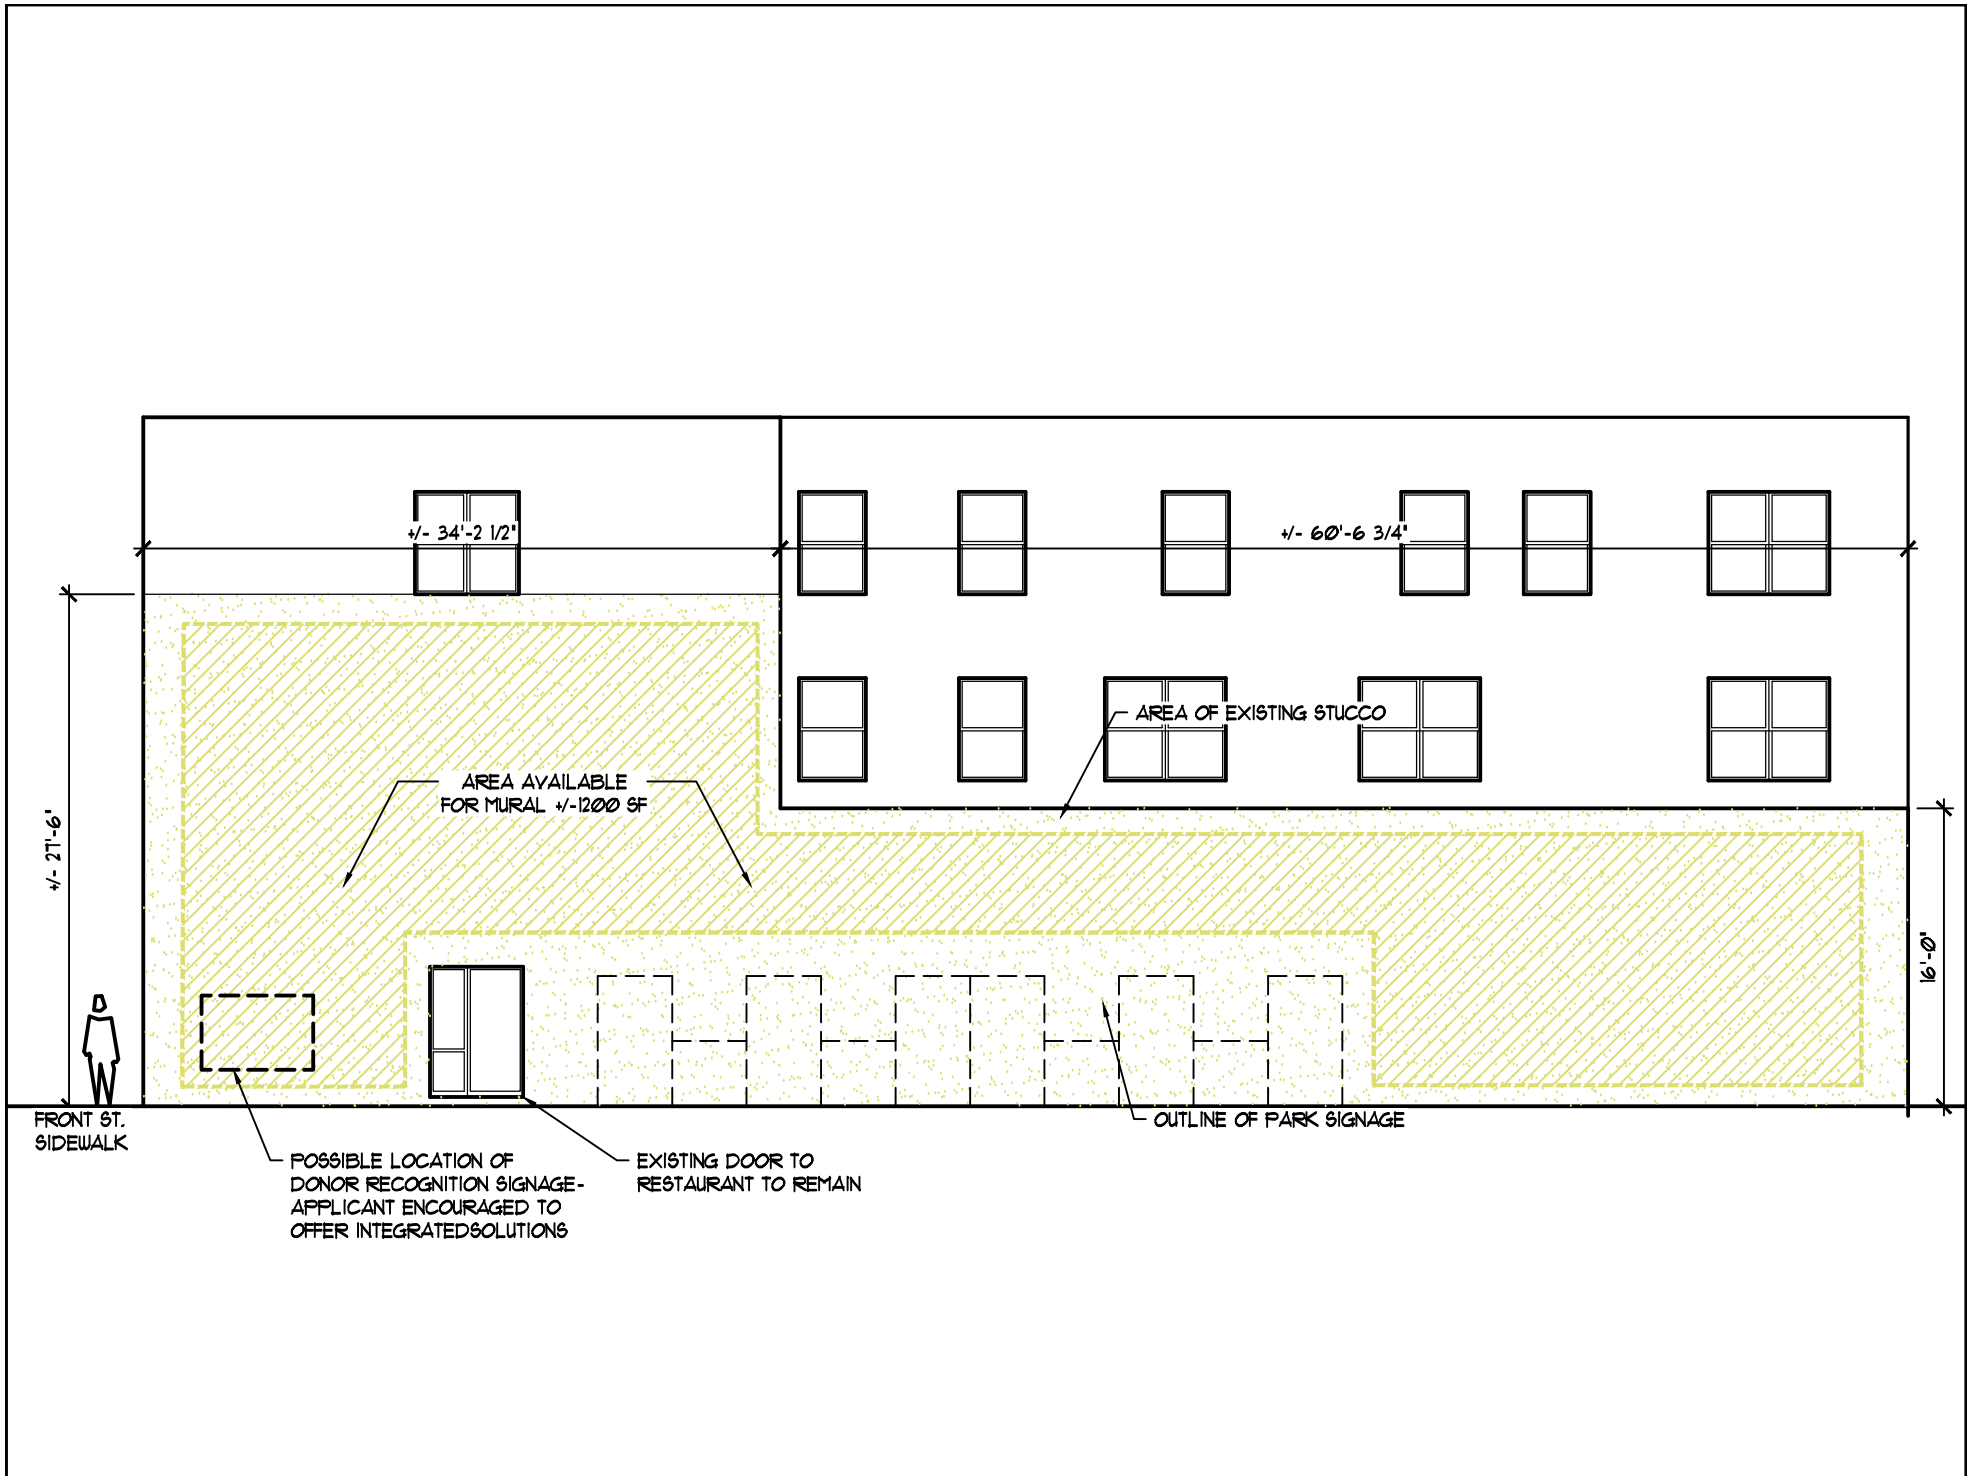 +/- 34'-2 1/2"
+/- 60'-6 3/4"
AREA OF EXISTING STUCCO
AREA AVAILABLE
FOR MURAL +/-1200 SF
+/- 27'-6"
16'-0"
FRONT ST.
SIDEWALK
OUTLINE OF PARK SIGNAGE
POSSIBLE LOCATION OF
DONOR RECOGNITION SIGNAGE-
APPLICANT ENCOURAGED TO
OFFER INTEGRATEDSOLUTIONS
EXISTING DOOR TO
RESTAURANT TO REMAIN